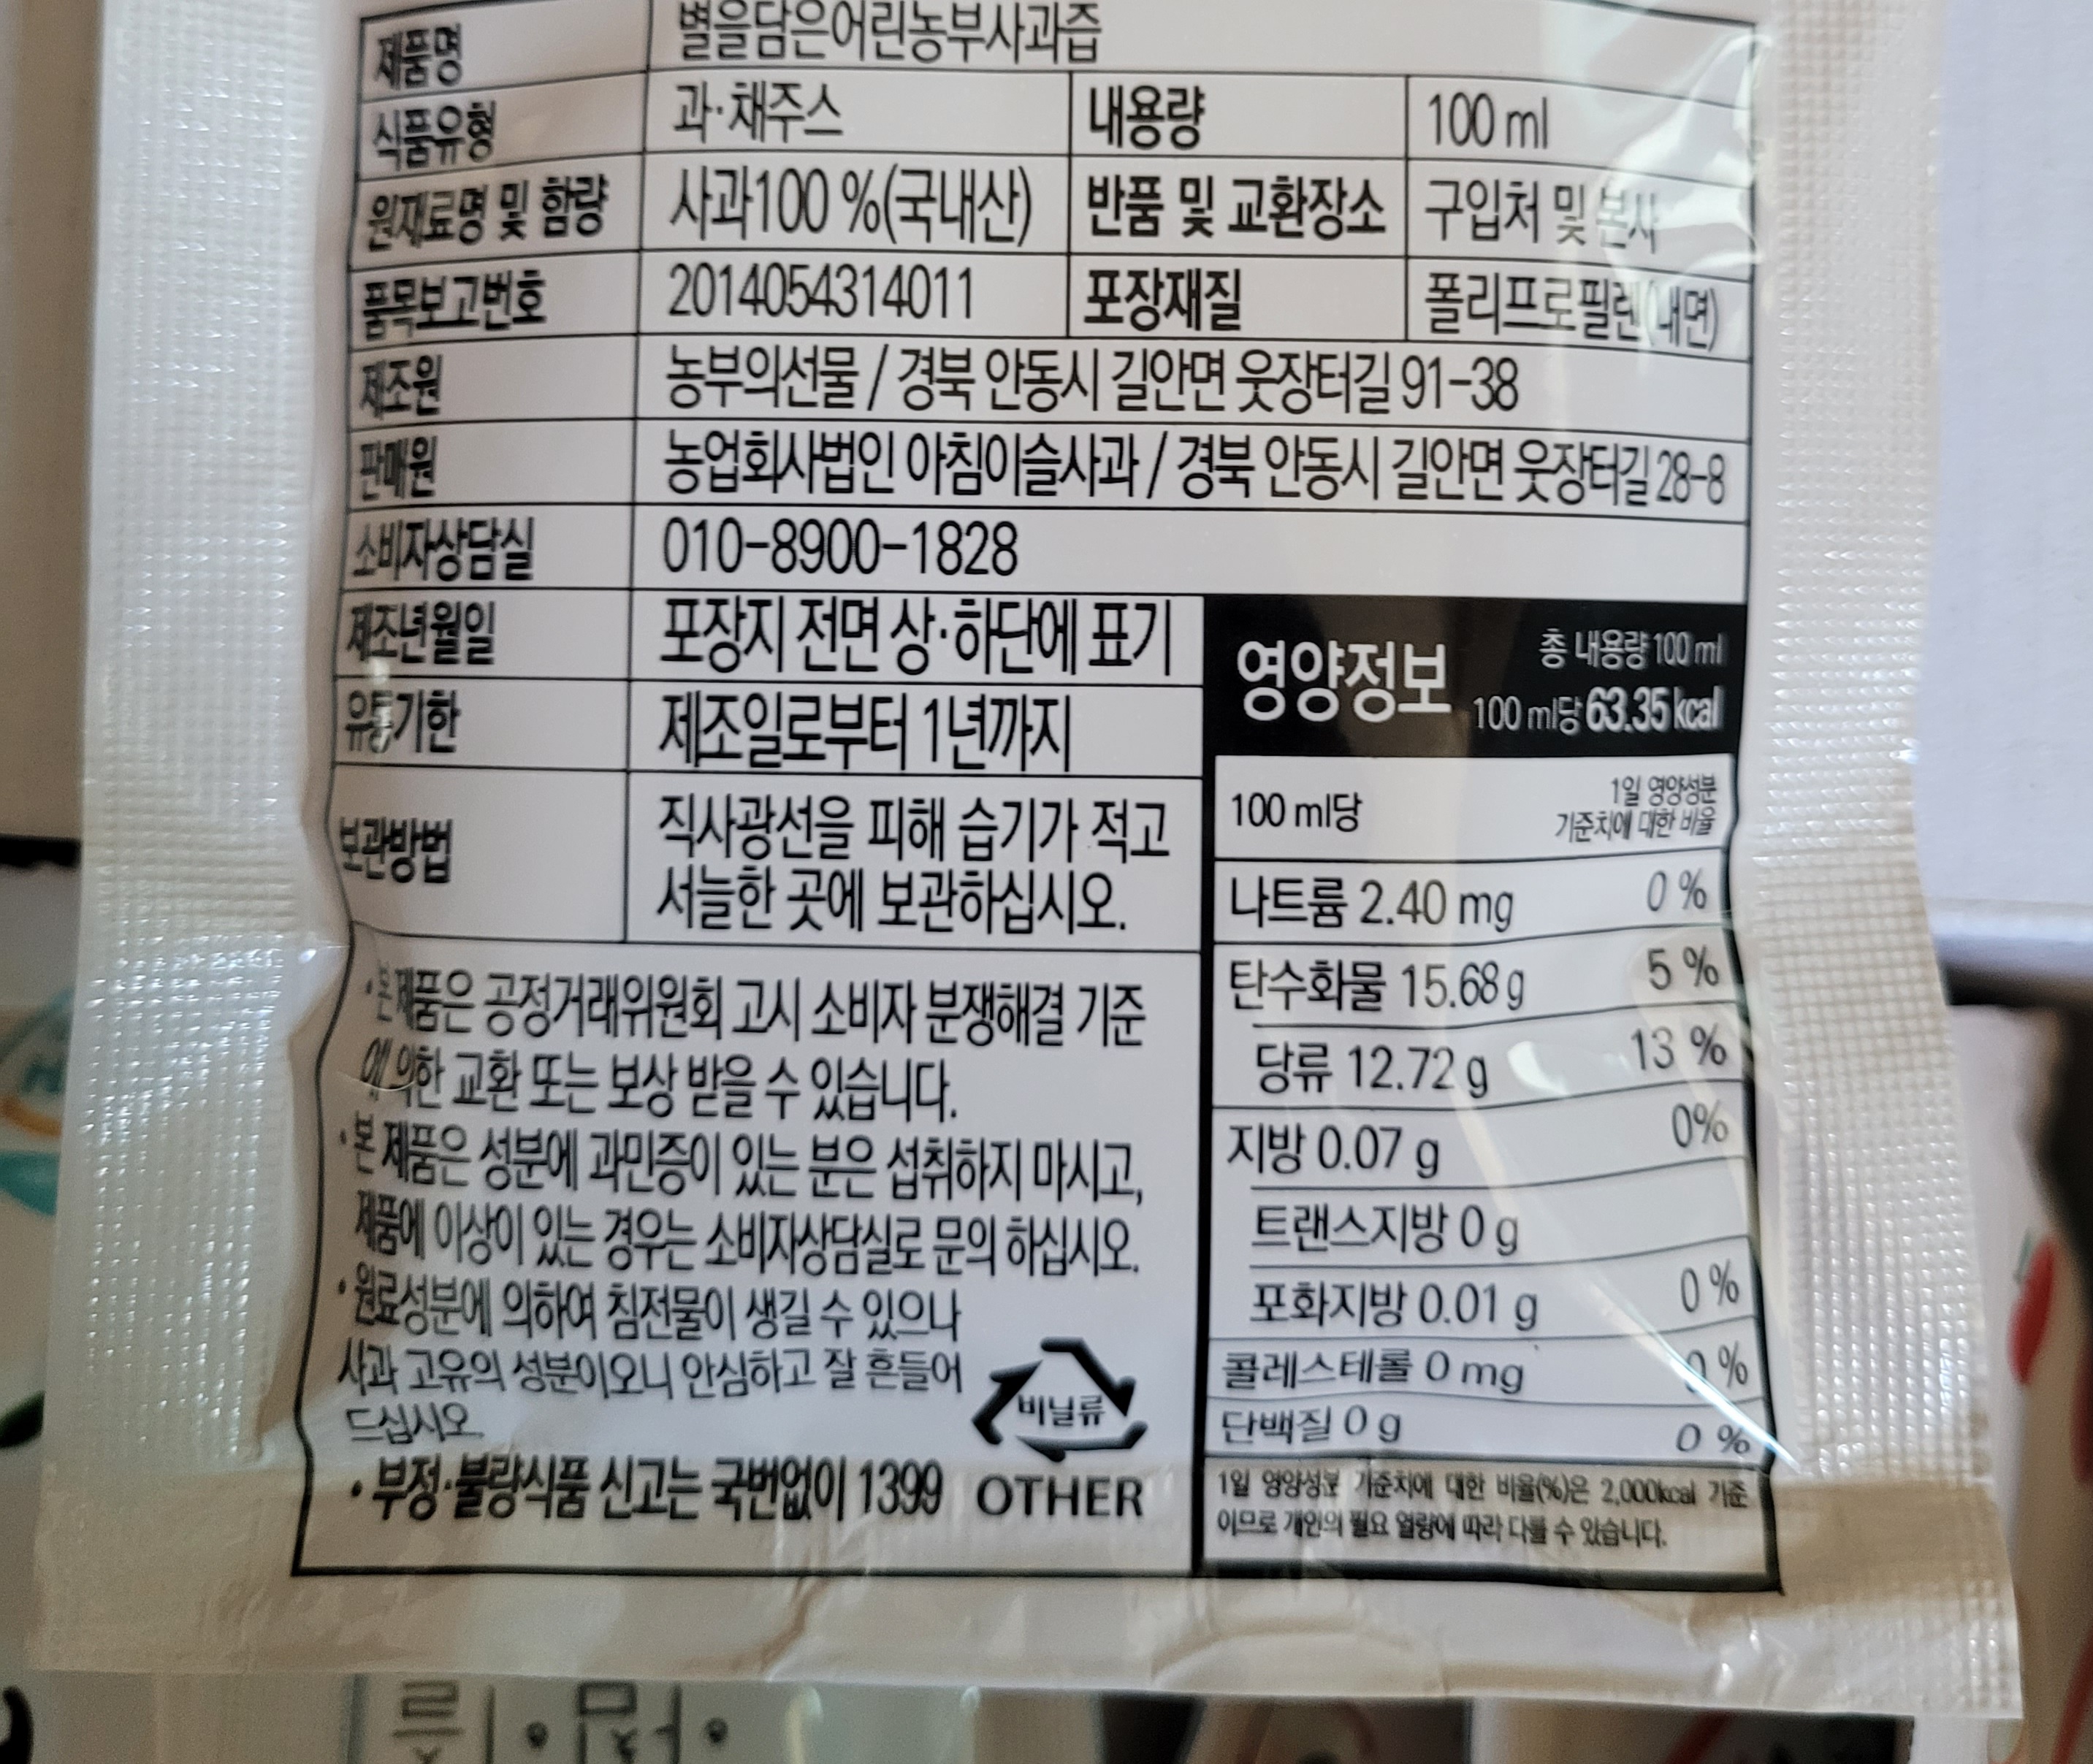 제품명 별을담은어린농부사과즙
식품유형 과·채주스 내용량 100 ml
원재료명 및 함량 사과100 %(국내산) 반품 및 교환장소 구입처 및 본사
품목보고번호 2014054314011 포장재질 폴리프로필렌(내면)
제조원 농부의선물 / 경북 안동시 길안면 웃장터길 91-38
판매원 농업회사법인 아침이슬사과 / 경북 안동시 길안면 웃장터길 28-8
소비자상담실 010-8900-1828
제조년월일 포장지 전면 상·하단에 표기
유통기한 제조일로부터 1년까지
보관방법 직사광선을 피해 습기가 적고
서늘한 곳에 보관하십시오.
·본 제품은 공정거래위원회 고시 소비자 분쟁해결 기준
에 의한 교환 또는 보상 받을 수 있습니다.
·본 제품은 성분에 과민증이 있는 분은 섭취하지 마시고,
제품에 이상이 있는 경우는 소비자상담실로 문의 하십시오.
·원료성분에 의하여 침전물이 생길 수 있으나
사과 고유의 성분이오니 안심하고 잘 흔들어
드십시오.
·부정·불량식품 신고는 국번없이 1399
비닐류
OTHER
영양정보 총 내용량 100 ml
100 ml당 63.35 kcal
100 ml당 1일 영양성분
기준치에 대한 비율
나트륨 2.40 mg 0 %
탄수화물 15.68 g 5 %
당류 12.72 g 13 %
지방 0.07 g 0%
트랜스지방 0 g
포화지방 0.01 g 0 %
콜레스테롤 0 mg 0 %
단백질 0 g 0 %
1일 영양성분 기준치에 대한 비율(%)은 2,000kcal 기준
이므로 개인의 필요 열량에 따라 다를 수 있습니다.